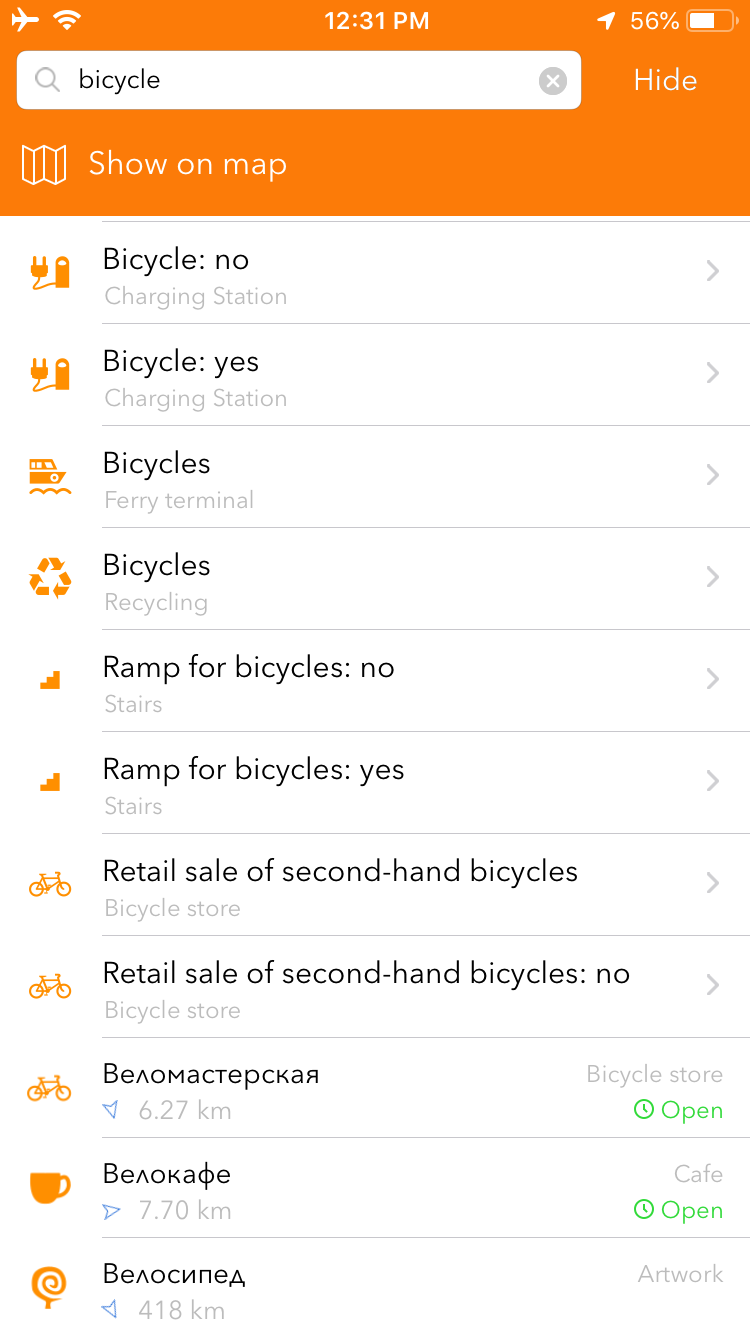 12:31 PM 56%
bicycle Hide
Show on map
Bicycle: no
Charging Station
Bicycle: yes
Charging Station
Bicycles
Ferry terminal
Bicycles
Recycling
Ramp for bicycles: no
Stairs
Ramp for bicycles: yes
Stairs
Retail sale of second-hand bicycles
Bicycle store
Retail sale of second-hand bicycles: no
Bicycle store
Веломастерская Bicycle store
6.27 km Open
Велокафе Cafe
7.70 km Open
Велосипед Artwork
418 km